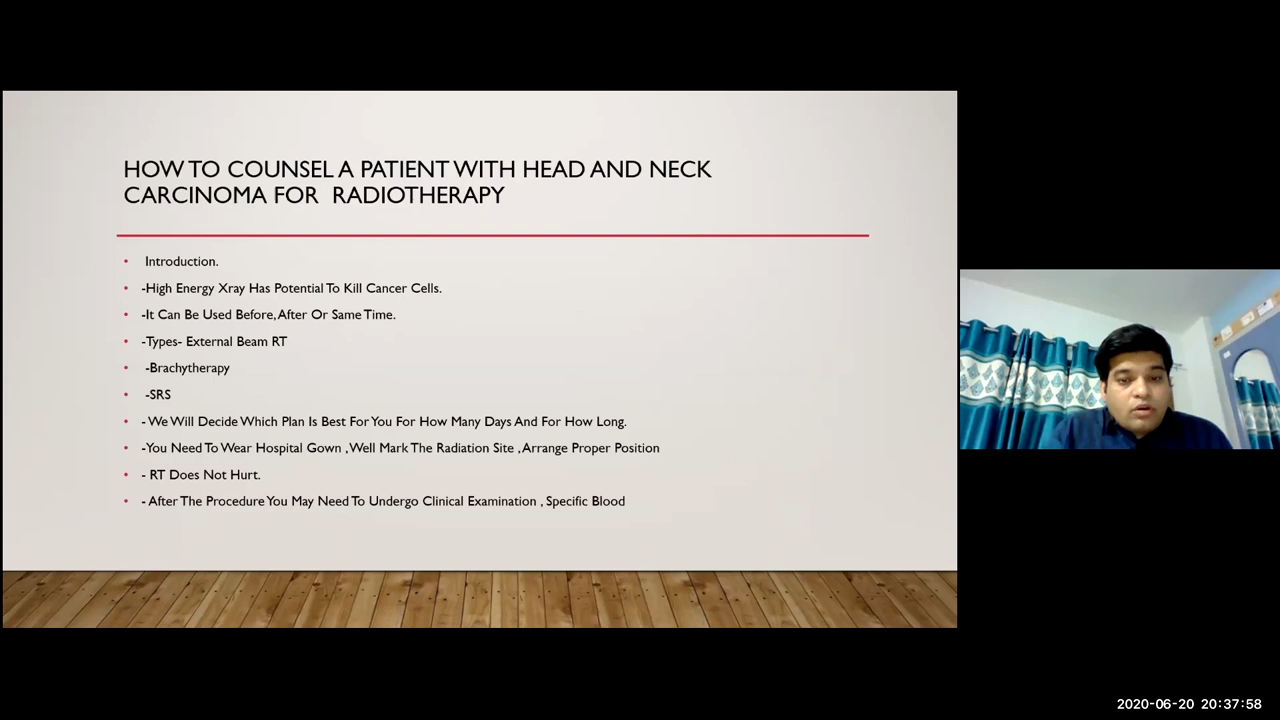 HOW TO COUNSEL A PATIENT WITH HEAD AND NECK
CARCINOMA FOR RADIOTHERAPY
• Introduction.
• -High Energy Xray Has Potential To Kill Cancer Cells.
• -It Can Be Used Before,After Or Same Time.
• -Types- External Beam RT
• -Brachytherapy
• -SRS
• - We Will Decide Which Plan Is Best For You For How Many Days And For How Long.
• -You Need To Wear Hospital Gown ,Well Mark The Radiation Site ,Arrange Proper Position
• - RT Does Not Hurt.
• - After The Procedure You May Need To Undergo Clinical Examination , Specific Blood
2020-06-20 20:37:58